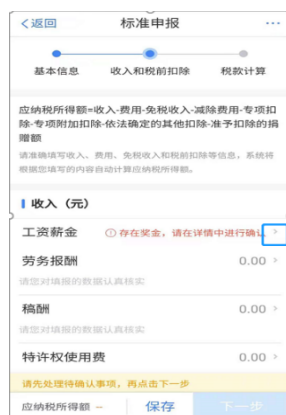 <返回 标准申报 ...
基本信息 收入和税前扣除 税款计算
应纳税所得额=收入-费用-免税收入-减除费用-专项扣
除-专项附加扣除-依法确定的其他扣除-准予扣除的捐
赠额
请准确填写收入、费用、免税收入和税前扣除等信息，系统将
根据您填写的内容自动计算应纳税所得额。
收入（元）
工资薪金 存在奖金，请在详情中进行确认 >
劳务报酬 0.00 >
请您对填报的数据认真核实
稿酬 0.00 >
请您对填报的数据认真核实
特许权使用费 0.00 >
请先处理待确认事项，再点击下一步
应纳税所得额 - 保存 下一步